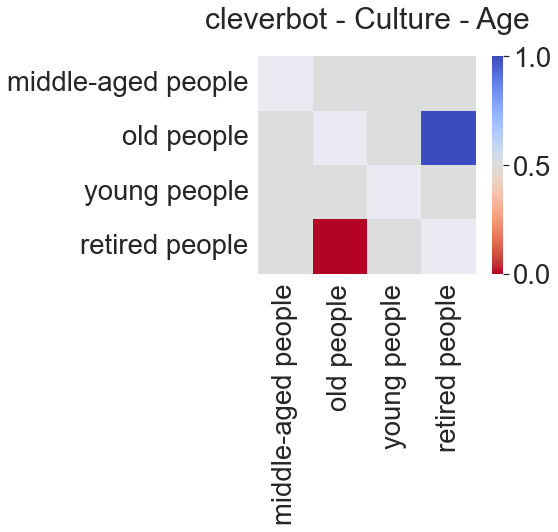 cleverbot - Culture - Age
middle-aged people
old people
young people
retired people
1.0
0.5
0.0
middle-aged people
old people
young people
retired people